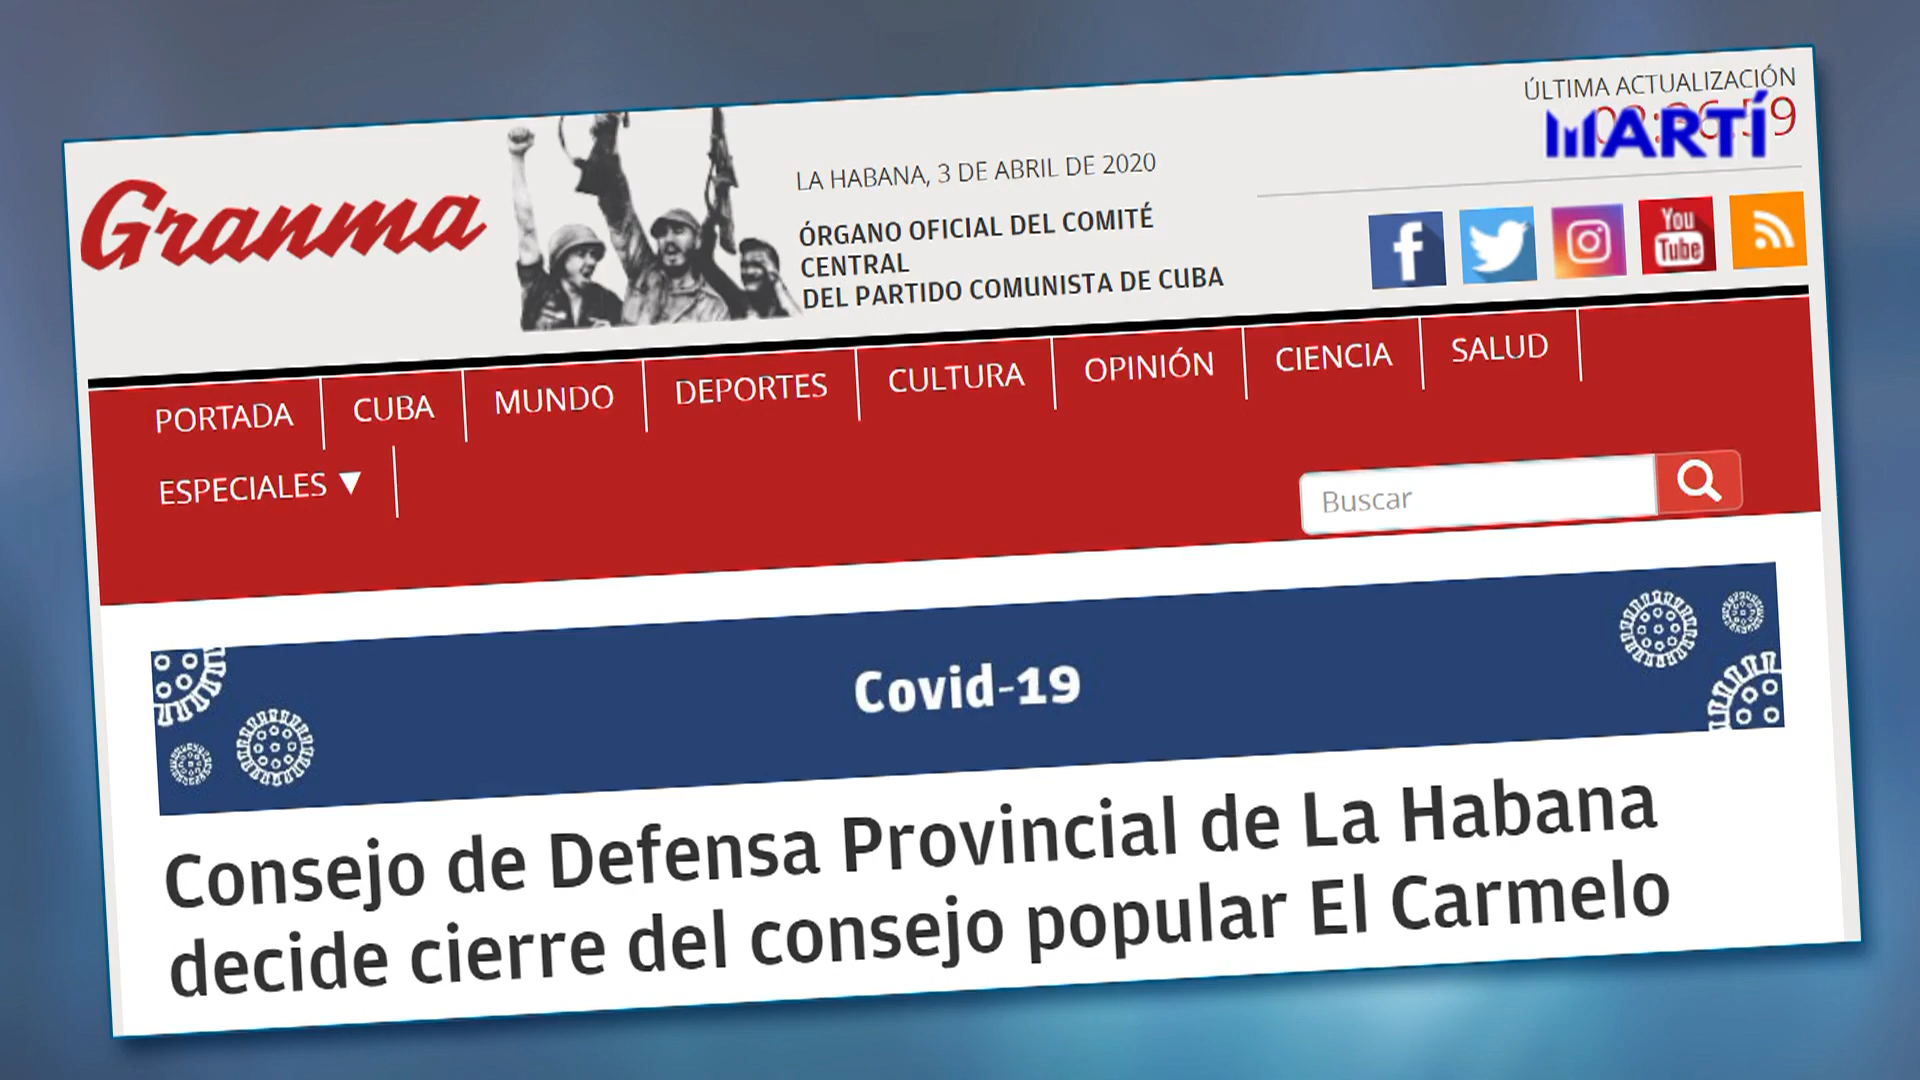 Granma
LA HABANA, 3 DE ABRIL DE 2020
ÓRGANO OFICIAL DEL COMITÉ
CENTRAL
DEL PARTIDO COMUNISTA DE CUBA
ÚLTIMA ACTUALIZACIÓN
MARTÍ
You
Tube
PORTADA
CUBA
MUNDO
DEPORTES
CULTURA
OPINIÓN
CIENCIA
SALUD
ESPECIALES ▼
Buscar
Covid-19
Consejo de Defensa Provincial de La Habana
decide cierre del consejo popular El Carmelo